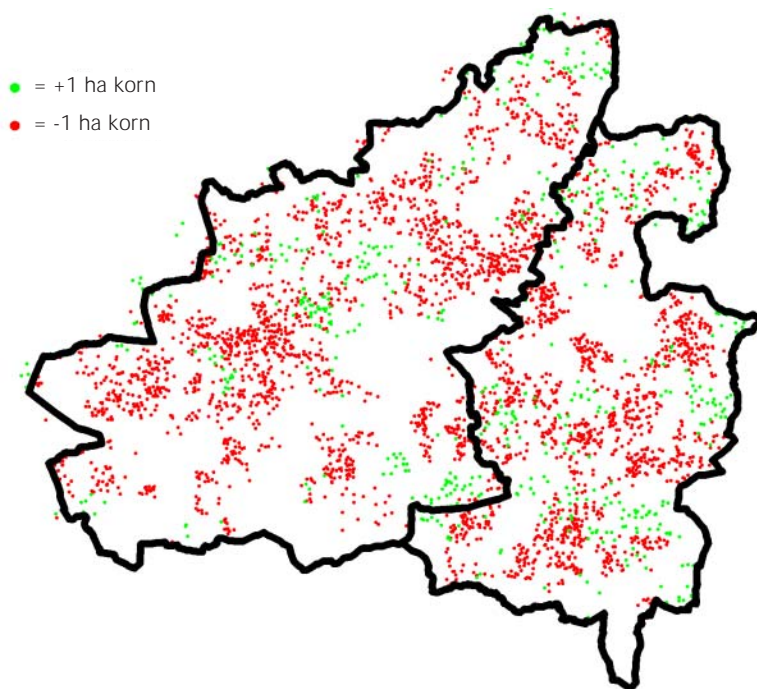 = +1 ha korn
= -1 ha korn